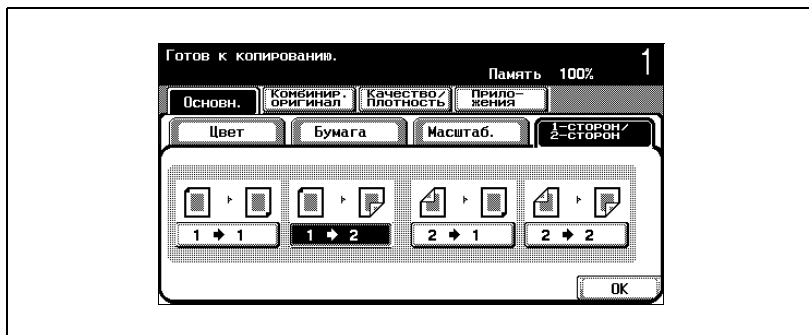 Готов к копированию.
1
Память 100%
Основн. Комбинир. оригинал Качество/ плотность Прило- жения
Цвет Бумага Масштаб. 1-сторон/ 2-сторон
1 ➡ 1 1 ➡ 2 2 ➡ 1 2 ➡ 2
OK